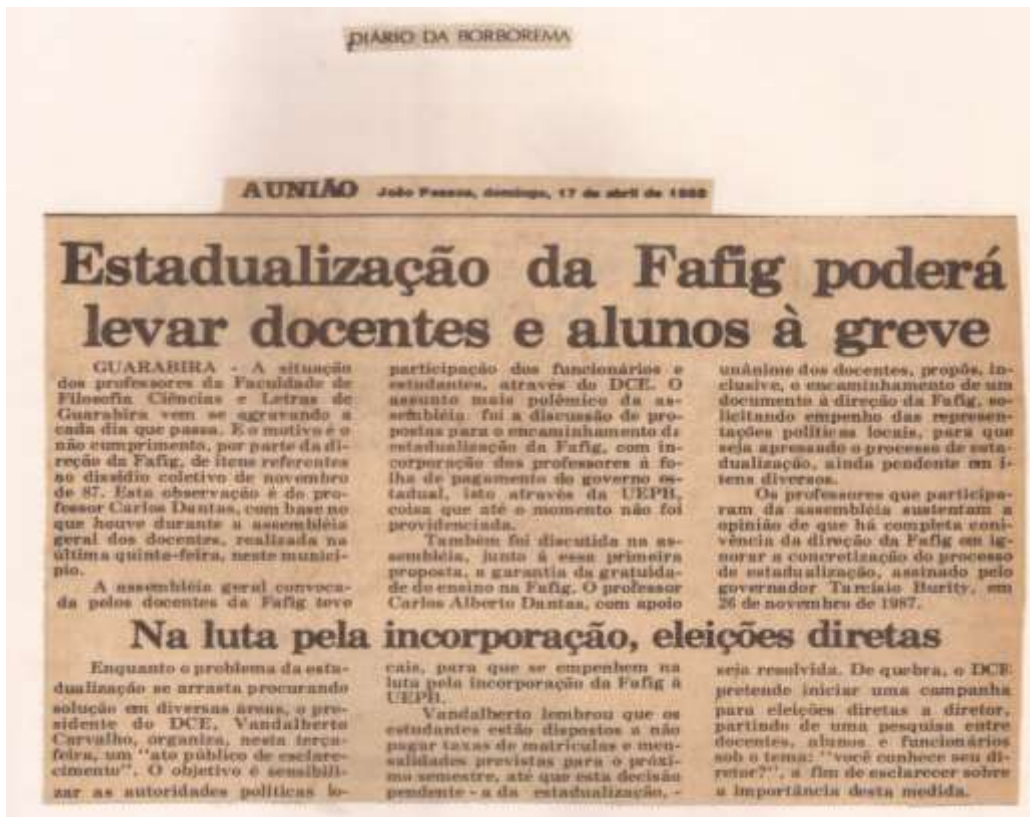 DIÁRIO DA BORBOREMA
A UNIÃO João Pessoa, domingo, 17 de abril de 1988
Estadualização da Fafig poderá
levar docentes e alunos à greve
GUARABIRA - A situação
dos professores da Faculdade de
Filosofia Ciências e Letras de
Guarabira vem se agravando a
cada dia que passa. E o motivo é o
não cumprimento, por parte da di-
reção da Fafig, de itens referentes
ao dissídio coletivo de novembro
de 87. Esta observação é do pro-
fessor Carlos Dantas, com base no
que houve durante a assembléia
geral dos docentes, realizada na
última quinta-feira, neste municí-
pio.
A assembléia geral convoca-
da pelos docentes da Fafig teve
participação dos funcionários e
estudantes, através do DCE. O
assunto mais polêmico da as-
sembléia foi a discussão de pro-
postas para o encaminhamento da
estadualização da Fafig, com in-
corporação dos professores à fo-
lha de pagamento do governo es-
tadual, isto através da UEPB,
coisa que até o momento não foi
providenciada.
Também foi discutida na as-
sembléia, junto à essa primeira
proposta, a garantia da gratuida-
de do ensino na Fafig. O professor
Carlos Alberto Dantas, com apoio
unânime dos docentes, propôs, in-
clusive, o encaminhamento de um
documento à direção da Fafig, so-
licitando empenho das represen-
tações políticas locais, para que
seja apressado o processo de esta-
dualização, ainda pendente em i-
tens diversos.
Os professores que participa-
ram da assembléia sustentam a
opinião de que há completa coni-
vência da direção da Fafig em ig-
norar a concretização do processo
de estadualização, assinado pelo
governador Tarcísio Burity, em
26 de novembro de 1987.
Na luta pela incorporação, eleições diretas
Enquanto o problema da esta-
dualização se arrasta procurando
solução em diversas áreas, o pre-
sidente do DCE, Vandalberto
Carvalho, organiza, nesta terça-
feira, um "ato público de esclare-
cimento". O objetivo é sensibili-
zar as autoridades políticas lo-
cais, para que se empenhem na
luta pela incorporação da Fafig à
UEPB.
Vandalberto lembrou que os
estudantes estão dispostos a não
pagar taxas de matrículas e men-
salidades previstas para o próxi-
mo semestre, até que esta decisão
pendente - a da estadualização, -
seja resolvida. De quebra, o DCE
pretende iniciar uma campanha
para eleições diretas a diretor,
partindo de uma pesquisa entre
docentes, alunos e funcionários
sob o tema: "você conhece seu di-
retor?", a fim de esclarecer sobre
a importância desta medida.